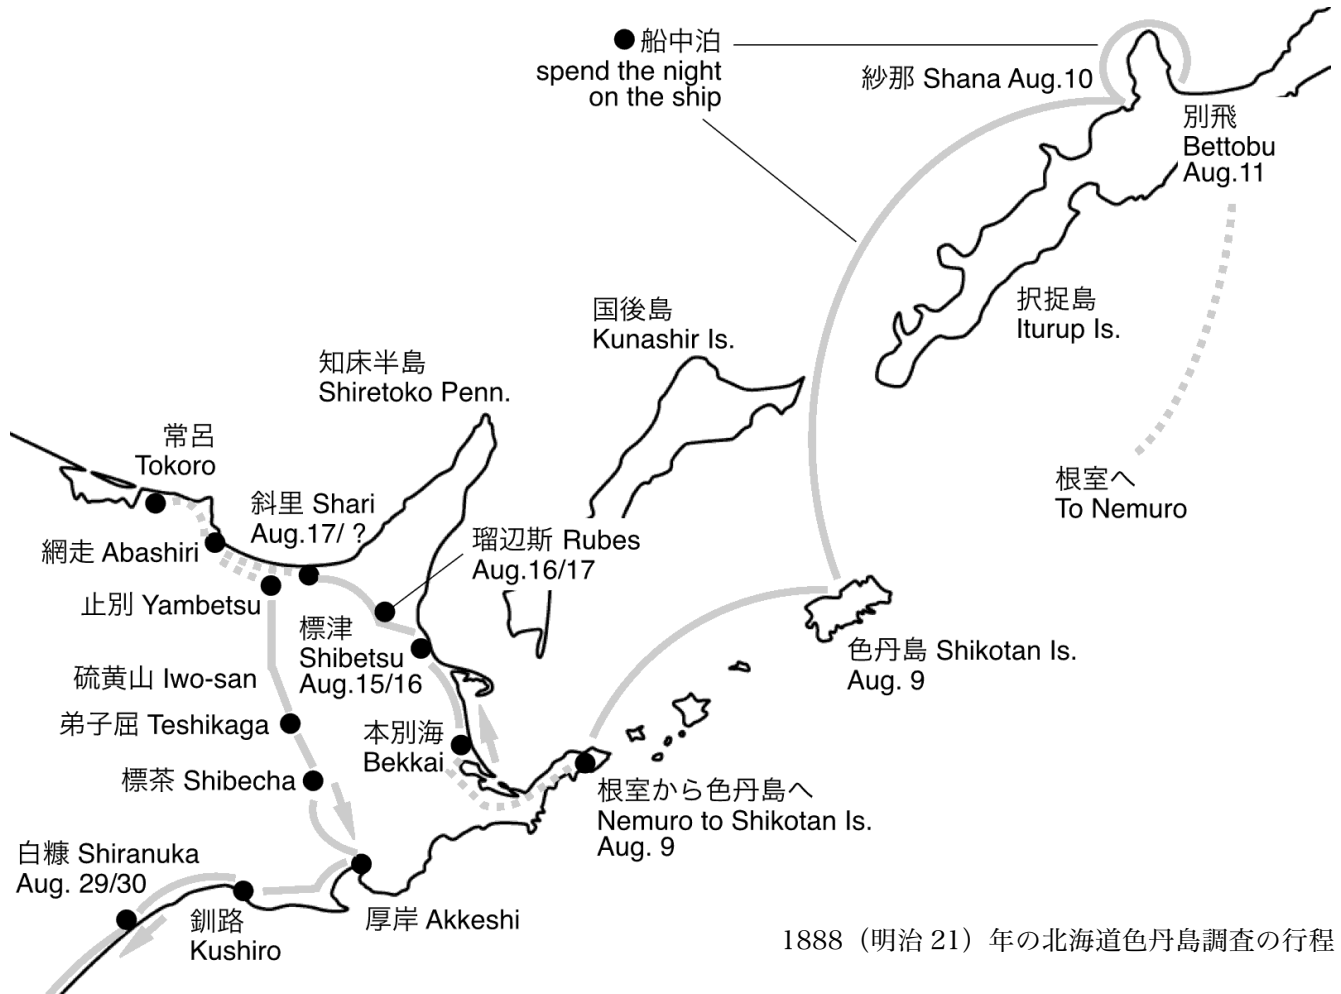 ●船中泊
spend the night
on the ship
紗那 Shana Aug.10
別飛
Bettobu
Aug.11
択捉島
Iturup Is.
国後島
Kunashir Is.
知床半島
Shiretoko Penn.
常呂
Tokoro
斜里 Shari
Aug.17/ ?
根室へ
To Nemuro
網走 Abashiri
瑠辺斯 Rubes
Aug.16/17
止別 Yambetsu
標津
Shibetsu
Aug.15/16
色丹島 Shikotan Is.
Aug. 9
硫黄山 Iwo-san
弟子屈 Teshikaga
本別海
Bekkai
標茶 Shibecha
根室から色丹島へ
Nemuro to Shikotan Is.
Aug. 9
白糠 Shiranuka
Aug. 29/30
釧路
Kushiro
厚岸 Akkeshi
1888（明治 21）年の北海道色丹島調査の行程